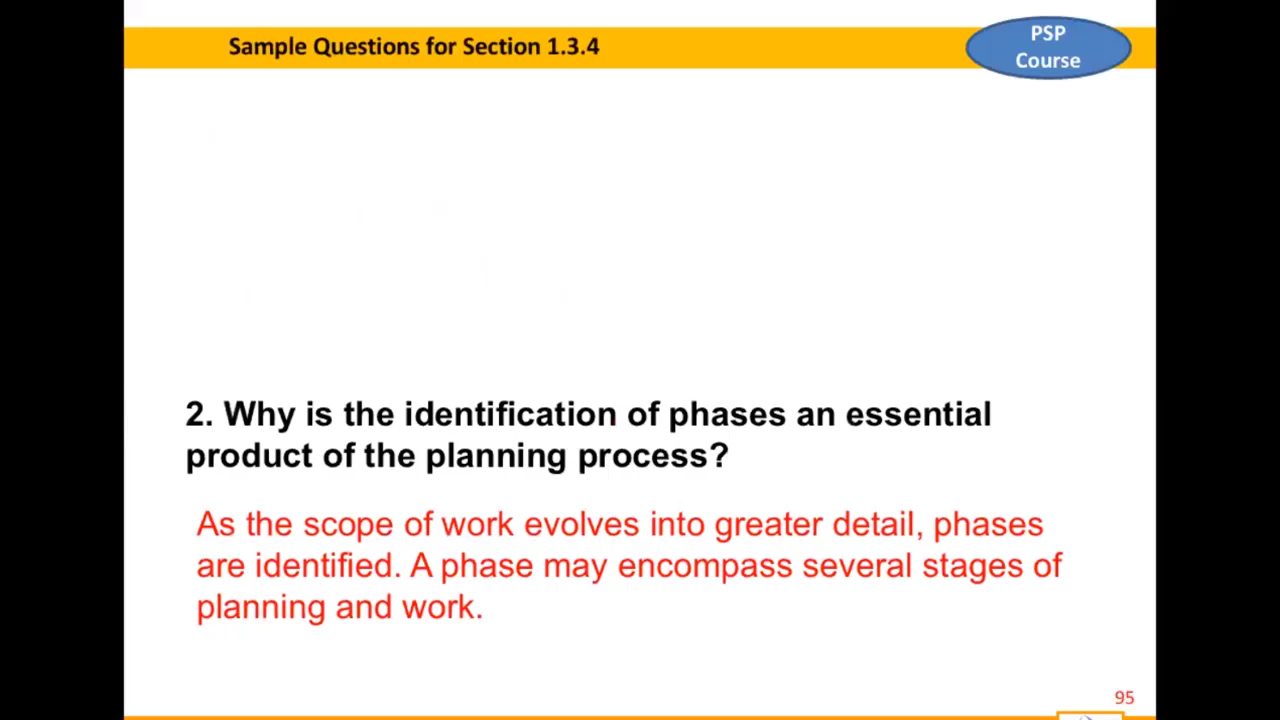 Sample Questions for Section 1.3.4
PSP
Course
2. Why is the identification of phases an essential
product of the planning process?
As the scope of work evolves into greater detail, phases
are identified. A phase may encompass several stages of
planning and work.
95